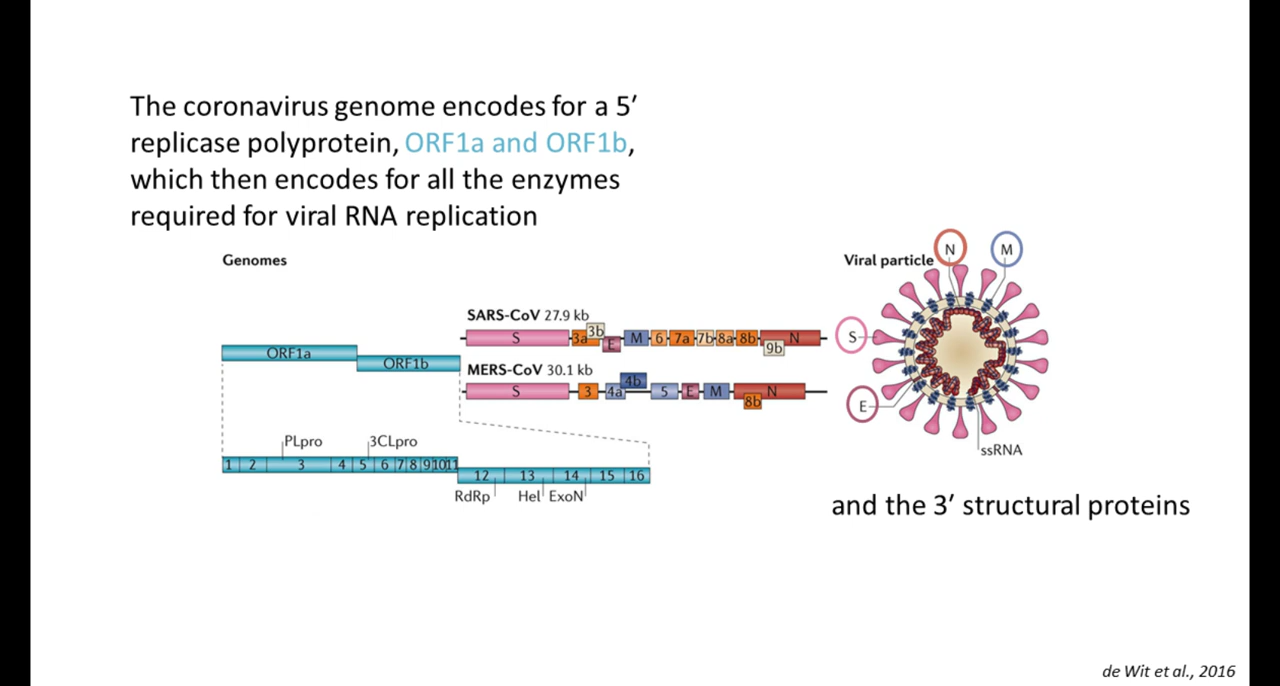 The coronavirus genome encodes for a 5′
replicase polyprotein, ORF1a and ORF1b,
which then encodes for all the enzymes
required for viral RNA replication
Genomes
Viral particle
N
M
S
E
ssRNA
SARS-CoV 27.9 kb
S
3a
3b
E
M
6
7a
7b
8a
8b
9b
N
ORF1a
ORF1b
MERS-CoV 30.1 kb
S
3
4a
4b
5
E
M
8b
N
PLpro
3CLpro
1 2 3 4 5 6 7 8 9 10 11
12 13 14 15 16
RdRp
Hel
ExoN
and the 3′ structural proteins
de Wit et al., 2016